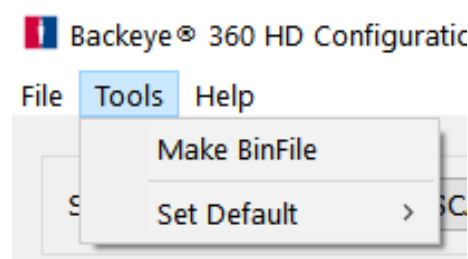 Backeye® 360 HD Configuratio
File Tools Help
Make BinFile
Set Default